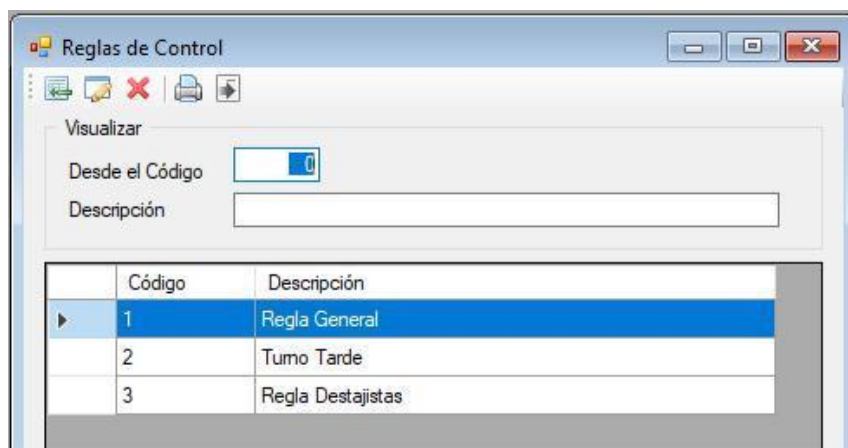 Reglas de Control
Visualizar
Desde el Código 0
Descripción
Código Descripción
1 Regla General
2 Turno Tarde
3 Regla Destajistas